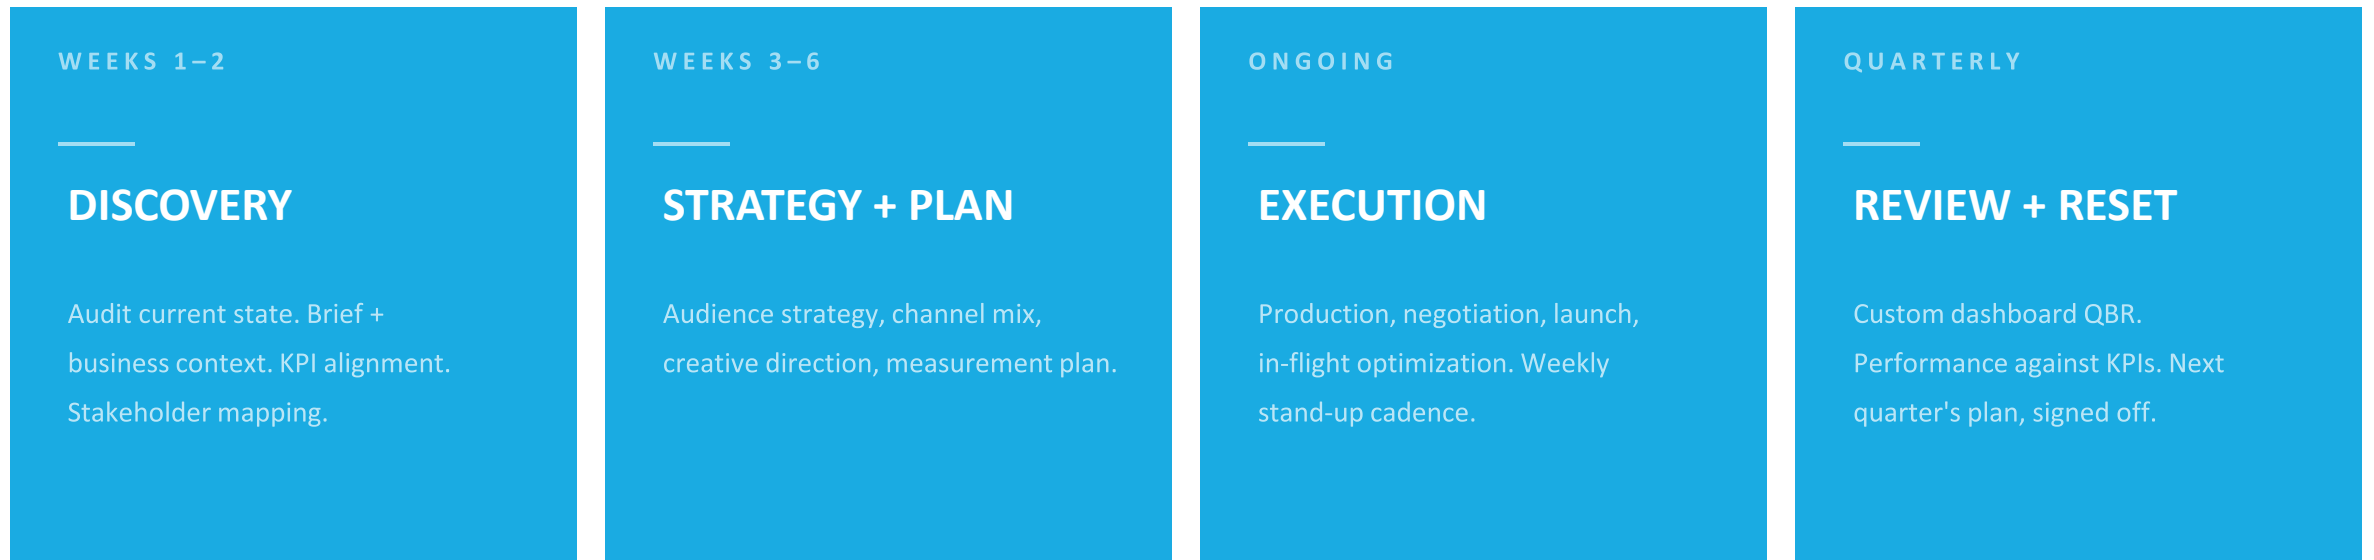 WEEKS 1–2
DISCOVERY
Audit current state. Brief +
business context. KPI alignment.
Stakeholder mapping.
WEEKS 3–6
STRATEGY + PLAN
Audience strategy, channel mix,
creative direction, measurement plan.
ONGOING
EXECUTION
Production, negotiation, launch,
in-flight optimization. Weekly
stand-up cadence.
QUARTERLY
REVIEW + RESET
Custom dashboard QBR.
Performance against KPIs. Next
quarter's plan, signed off.